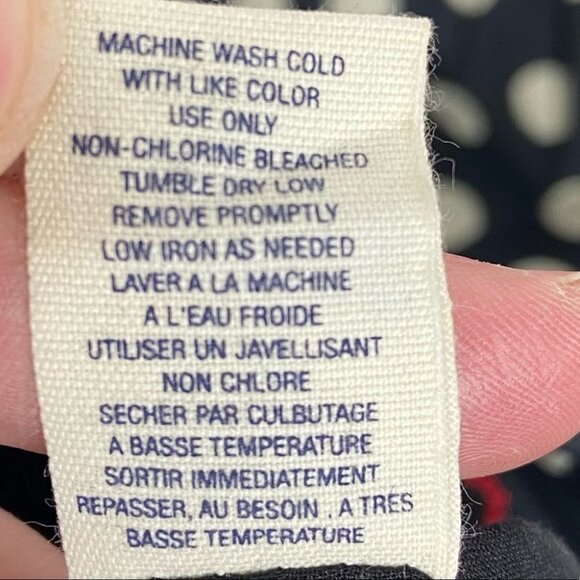 MACHINE WASH COLD
WITH LIKE COLOR
USE ONLY
NON-CHLORINE BLEACHED
TUMBLE DRY LOW
REMOVE PROMPTLY
LOW IRON AS NEEDED
LAVER A LA MACHINE
A L'EAU FROIDE
UTILISER UN JAVELLISANT
NON CHLORE
SECHER PAR CULBUTAGE
A BASSE TEMPERATURE
SORTIR IMMEDIATEMENT
REPASSER, AU BESOIN , A TRES
BASSE TEMPERATURE